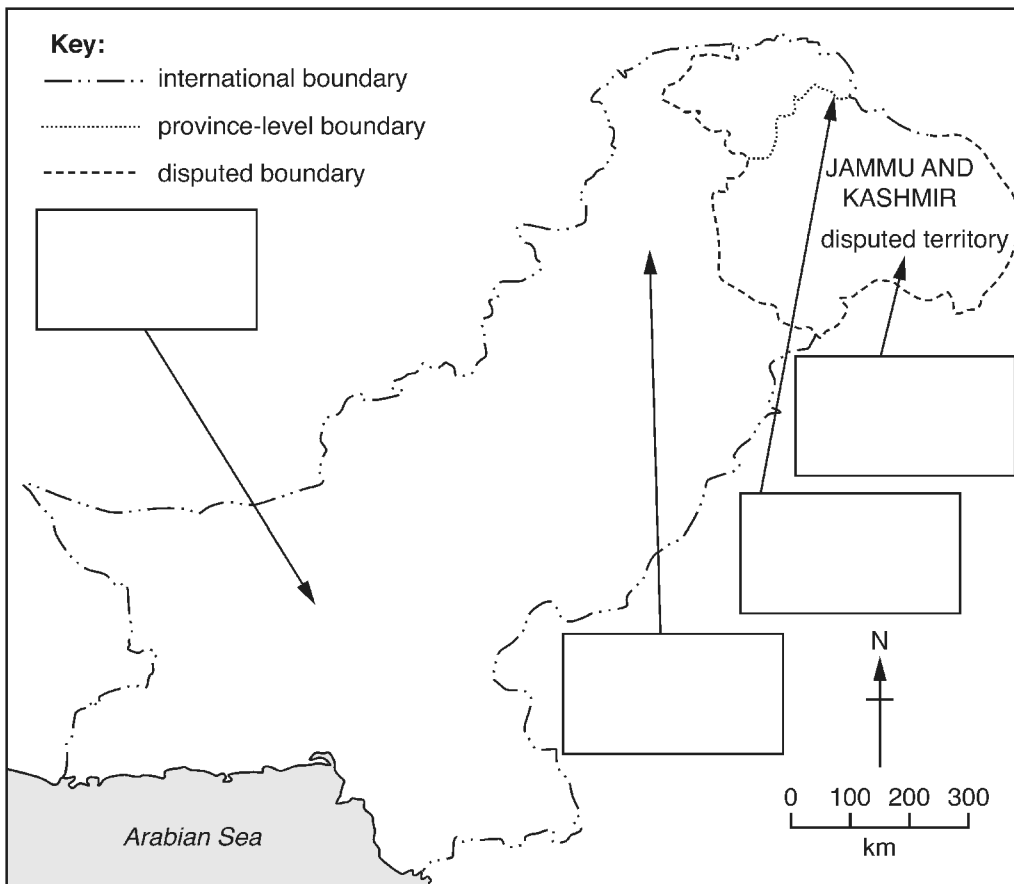 Key:
international boundary
province-level boundary
disputed boundary
JAMMU AND
KASHMIR
disputed territory
N
0 100 200 300
km
Arabian Sea